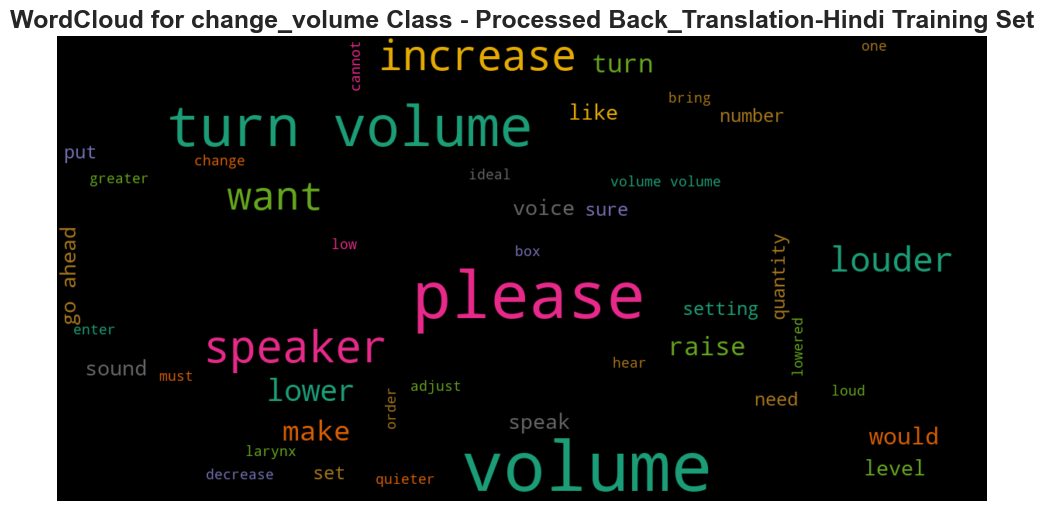 WordCloud for change_volume Class - Processed Back_Translation-Hindi Training Set
cannot
increase
turn
one
bring
like
number
turn volume
put
change
greater
ideal
volume volume
want
voice
sure
low
box
go ahead
quantity
louder
please
setting
enter
speaker
raise
lowered
sound
must
hear
lower
adjust
order
need
loud
make
speak
would
larynx
volume
level
decrease
set
quieter